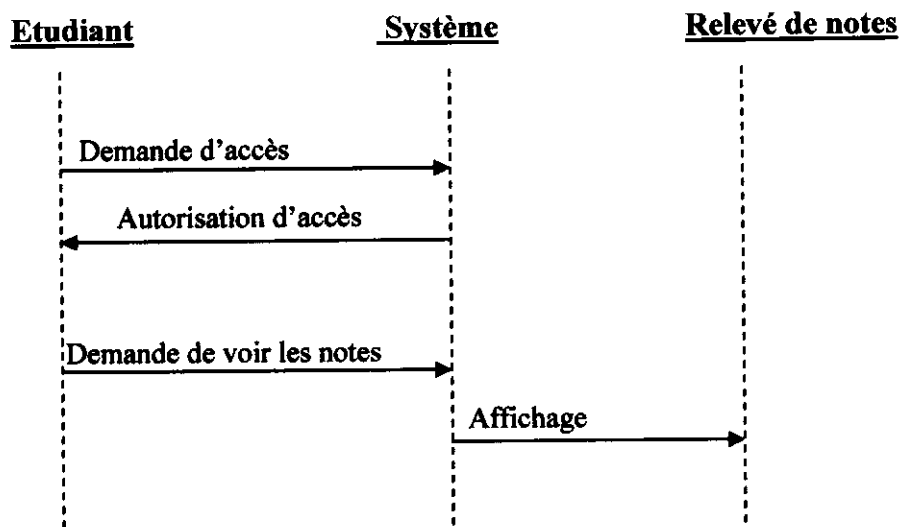 Etudiant
Système
Relevé de notes
Demande d'accès
Autorisation d'accès
Demande de voir les notes
Affichage